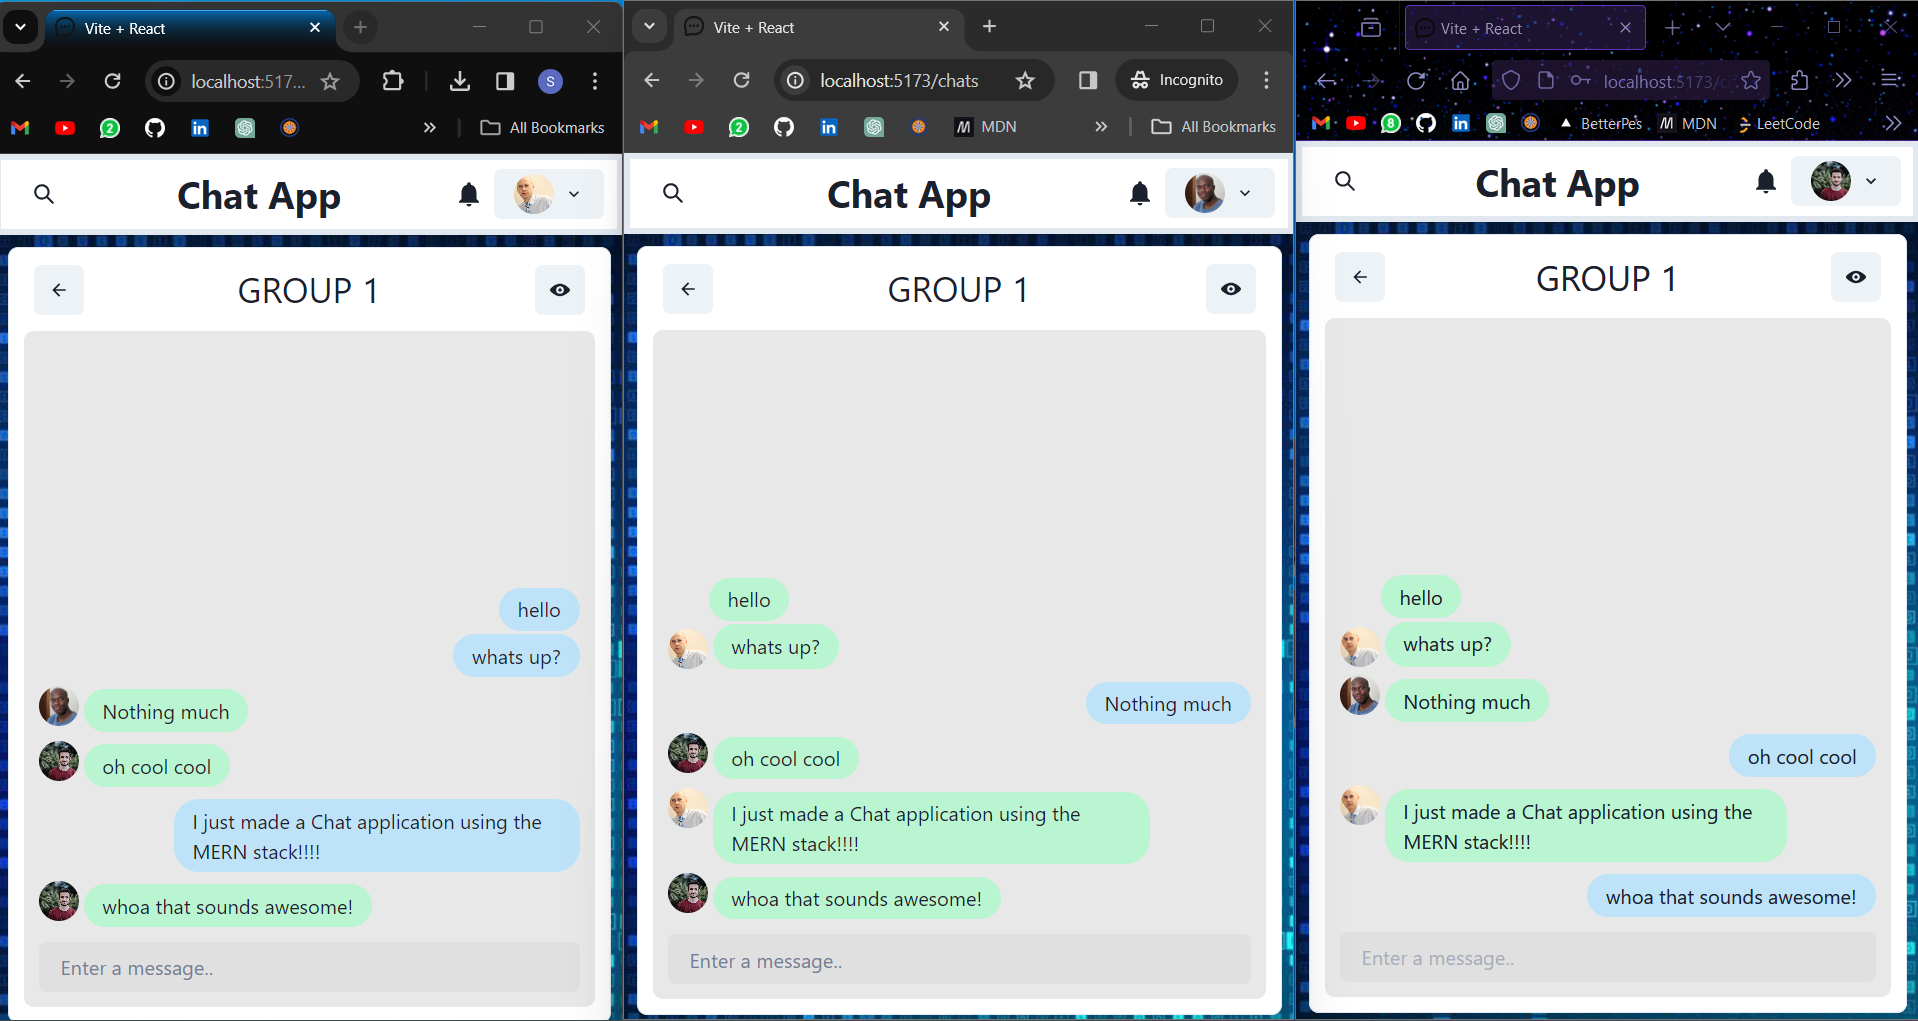 Vite + React
localhost:517...
S
2
All Bookmarks
Chat App
GROUP 1
hello
whats up?
Nothing much
oh cool cool
I just made a Chat application using the
MERN stack!!!!
whoa that sounds awesome!
Enter a message..
Vite + React
localhost:5173/chats
Incognito
2
MDN
All Bookmarks
Chat App
GROUP 1
hello
whats up?
Nothing much
oh cool cool
I just made a Chat application using the
MERN stack!!!!
whoa that sounds awesome!
Enter a message..
Vite + React
localhost:5173/c
8
BetterPes
MDN
LeetCode
Chat App
GROUP 1
hello
whats up?
Nothing much
oh cool cool
I just made a Chat application using the
MERN stack!!!!
whoa that sounds awesome!
Enter a message..